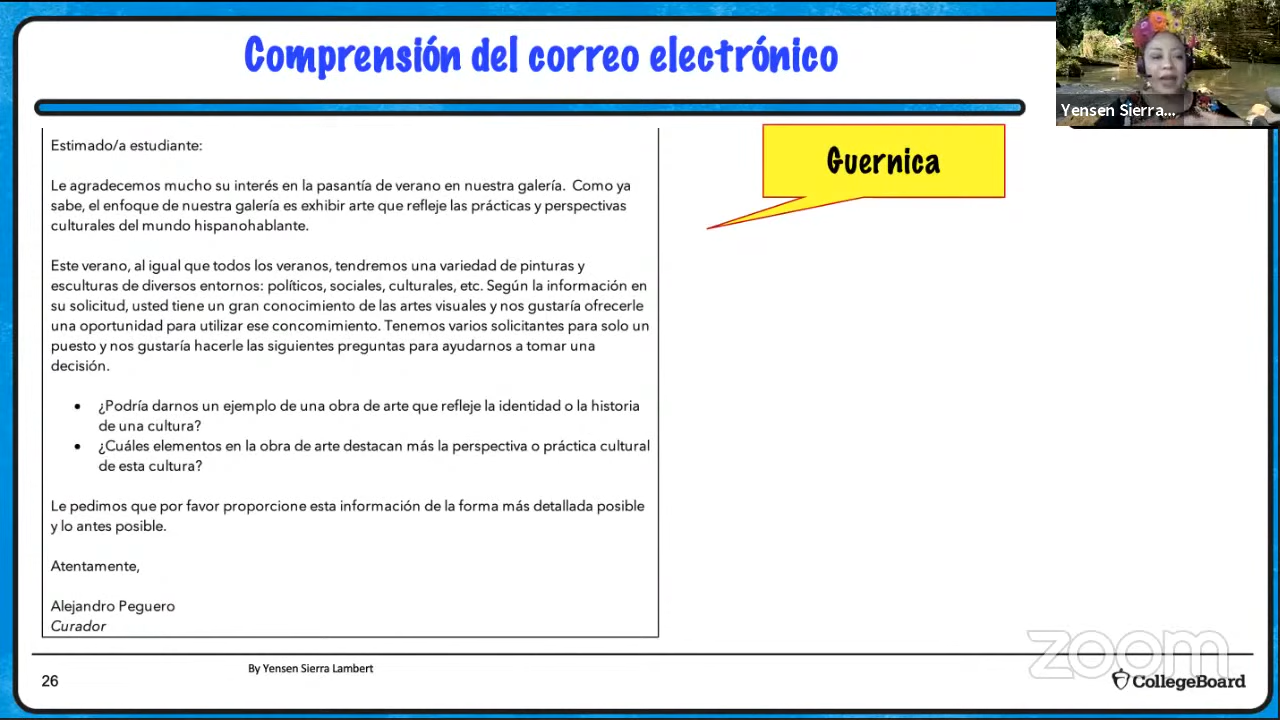 Comprensión del correo electrónico
Yensen Sierra...
Guernica
Estimado/a estudiante:
Le agradecemos mucho su interés en la pasantía de verano en nuestra galería.  Como ya
sabe, el enfoque de nuestra galería es exhibir arte que refleje las prácticas y perspectivas
culturales del mundo hispanohablante.
Este verano, al igual que todos los veranos, tendremos una variedad de pinturas y
esculturas de diversos entornos: políticos, sociales, culturales, etc. Según la información en
su solicitud, usted tiene un gran conocimiento de las artes visuales y nos gustaría ofrecerle
una oportunidad para utilizar ese concomimiento. Tenemos varios solicitantes para solo un
puesto y nos gustaría hacerle las siguientes preguntas para ayudarnos a tomar una
decisión.
• ¿Podría darnos un ejemplo de una obra de arte que refleje la identidad o la historia
de una cultura?
• ¿Cuáles elementos en la obra de arte destacan más la perspectiva o práctica cultural
de esta cultura?
Le pedimos que por favor proporcione esta información de la forma más detallada posible
y lo antes posible.
Atentamente,
Alejandro Peguero
Curador
By Yensen Sierra Lambert
26
zoom
CollegeBoard